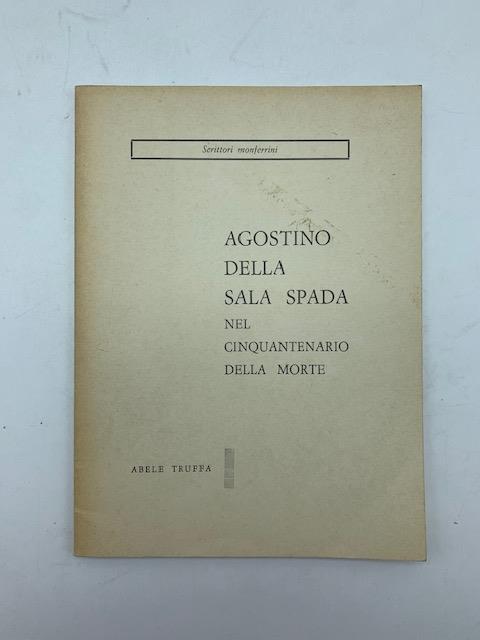 Scrittori monferrini
AGOSTINO
DELLA
SALA SPADA
NEL
CINQUANTENARIO
DELLA MORTE
ABELE TRUFFA